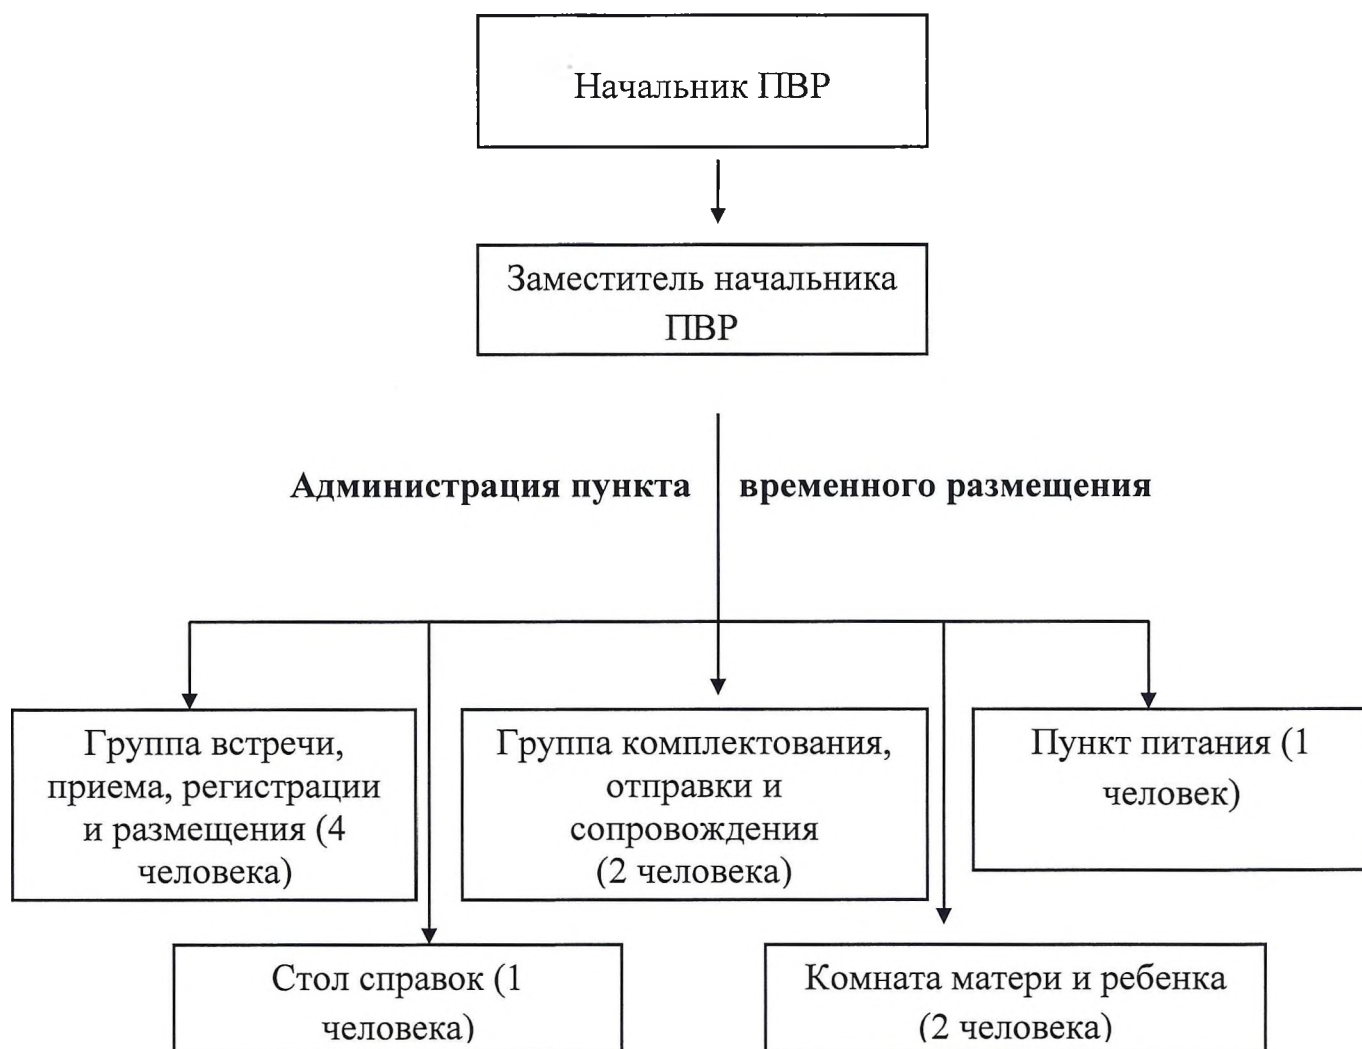 Начальник ПВР
Заместитель начальника
ПВР
Администрация пункта временного размещения
Группа встречи,
приема, регистрации
и размещения (4
человека)
Группа комплектования,
отправки и
сопровождения
(2 человека)
Пункт питания (1
человек)
Стол справок (1
человека)
Комната матери и ребенка
(2 человека)